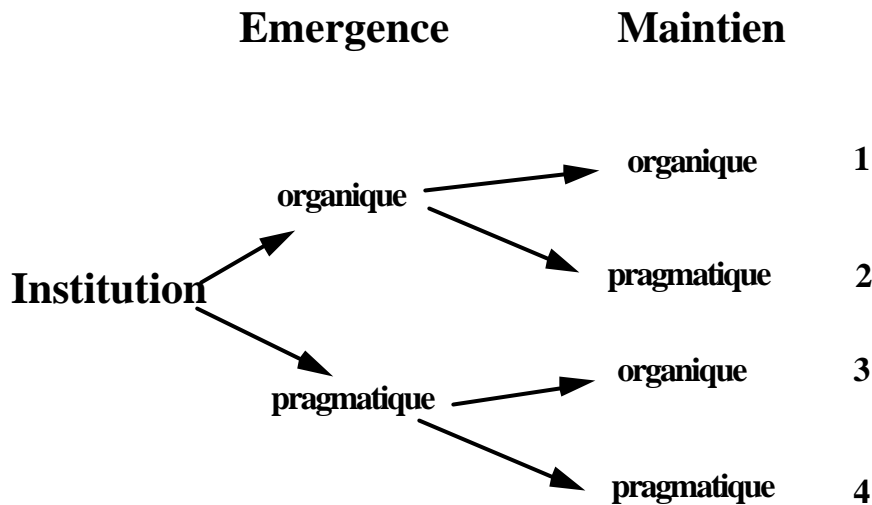 Emergence Maintien
organique 1
organique
pragmatique 2
Institution
organique 3
pragmatique
pragmatique 4